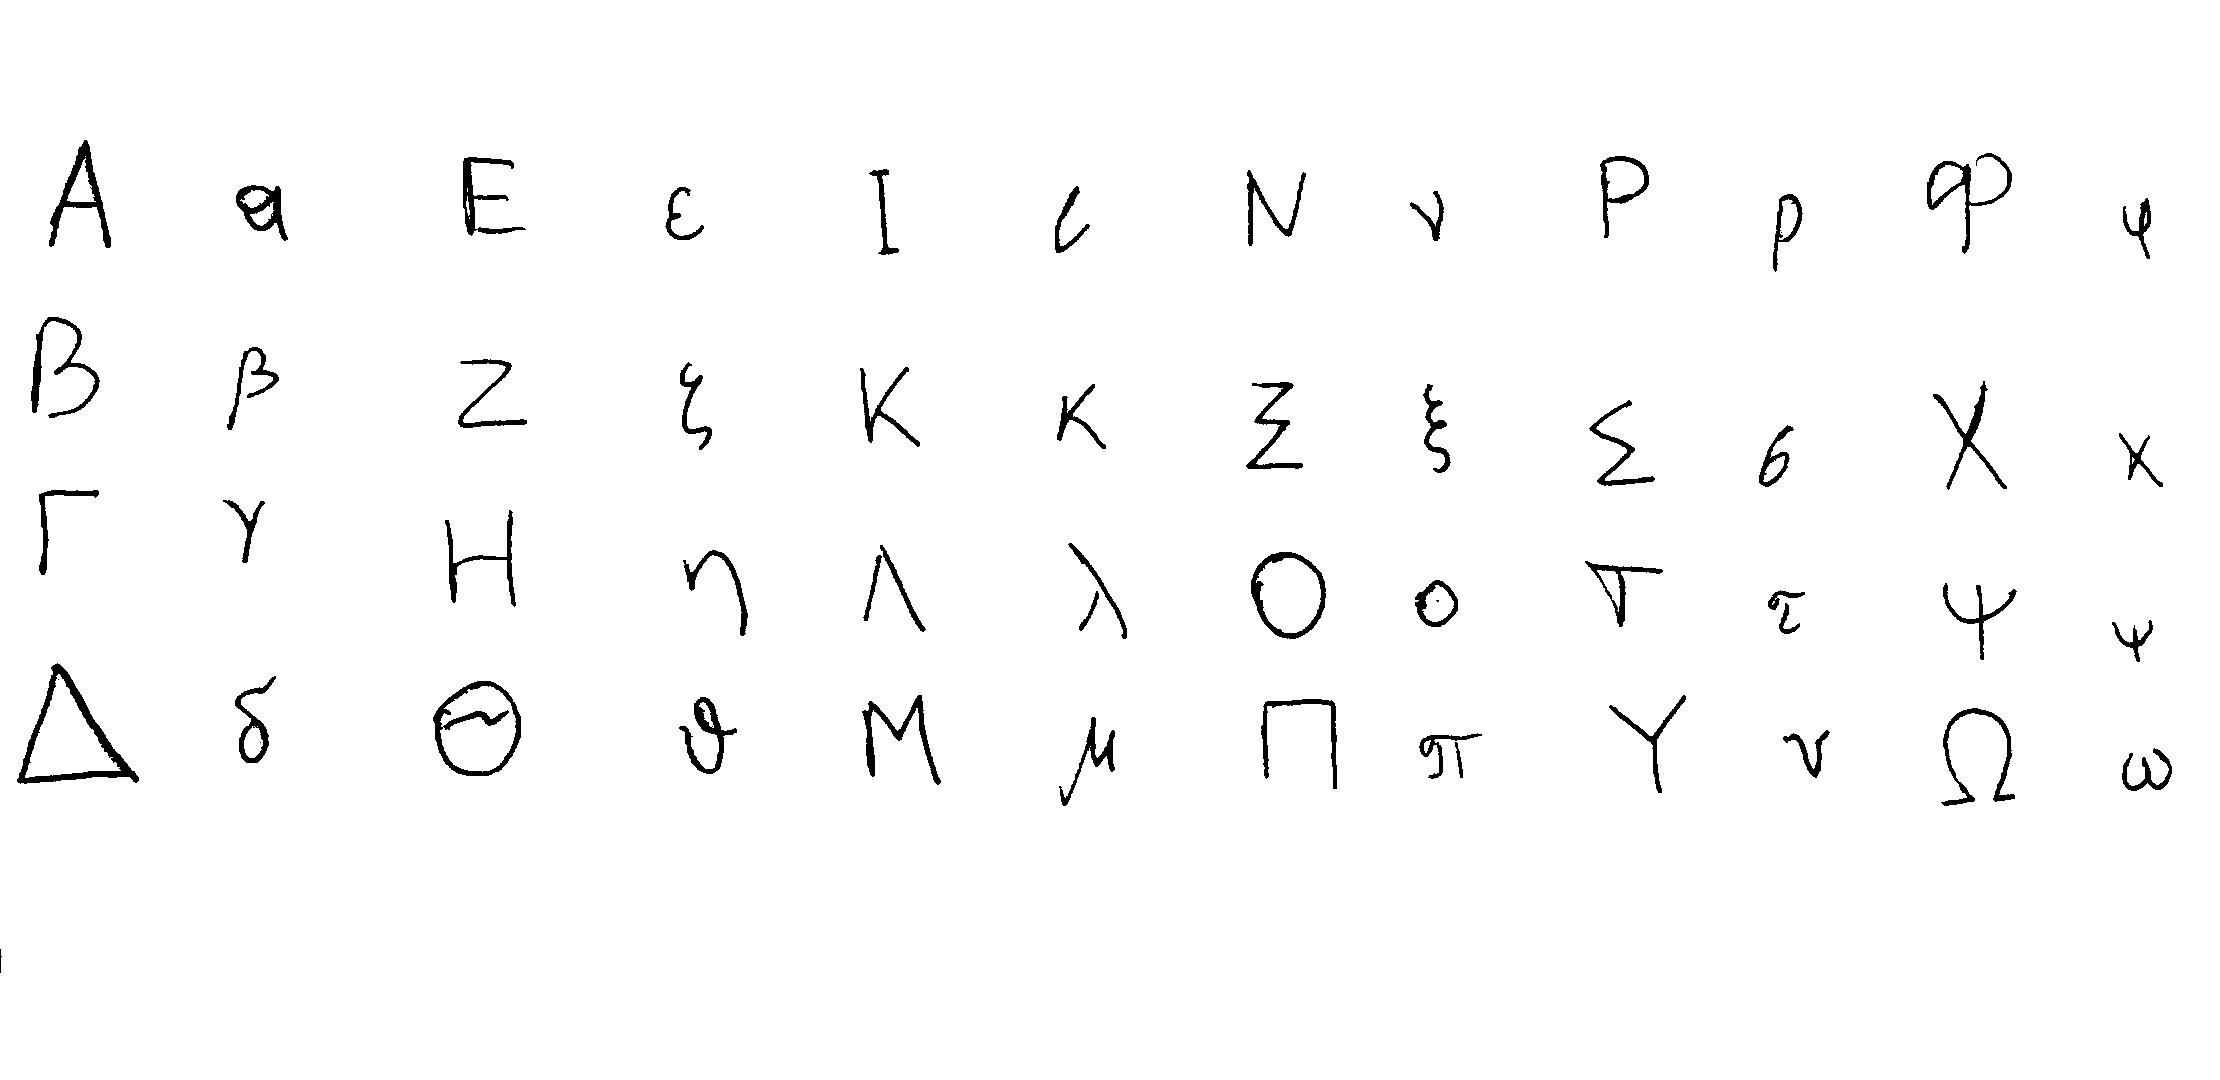 Α α Ε ε Ι ι Ν ν Ρ ρ Φ φ
Β β Ζ ζ Κ κ Ξ ξ Σ σ Χ χ
Γ γ Η η Λ λ Ο ο Τ τ Ψ ψ
Δ δ Θ ϑ Μ μ Π π Υ υ Ω ω